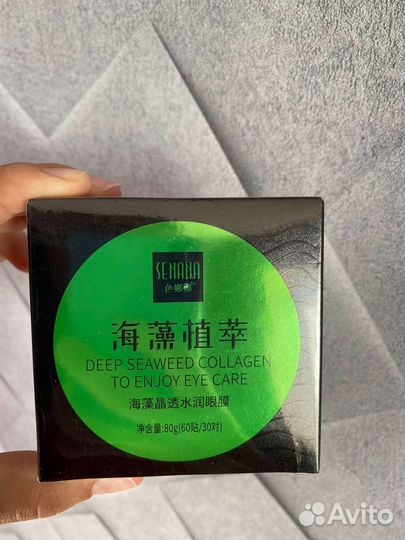 SENANA
色娜娜
海藻植萃
DEEP SEAWEED COLLAGEN
TO ENJOY EYE CARE
海藻晶透水润眼膜
净含量:80g(60贴/30对)
Avito